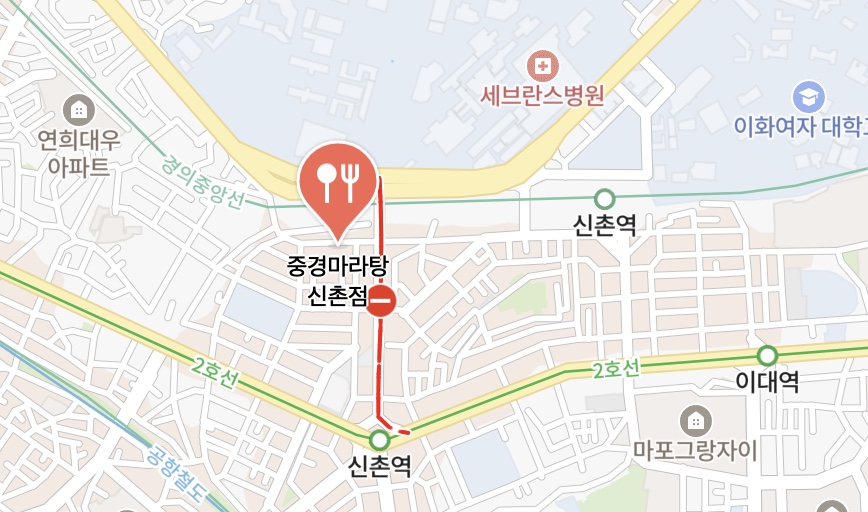 세브란스병원
이화여자 대학교
연희대우
아파트
경의중앙선
신촌역
중경마라탕
신촌점
2호선
2호선
이대역
마포그랑자이
신촌역
공항철도